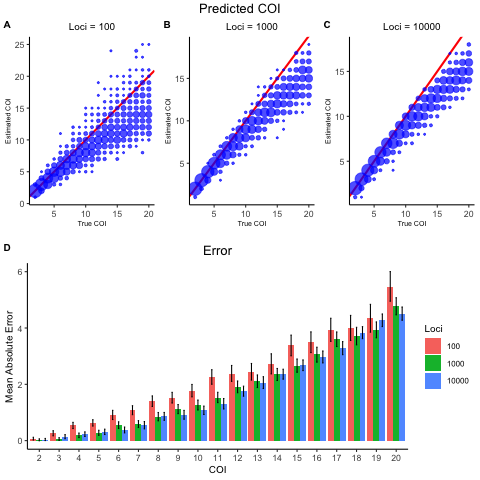 Predicted COI
A B C
Loci = 100 Loci = 1000 Loci = 10000
Estimated COI
25
20
15
10
5
0
5 10 15 20
True COI
Estimated COI
15
10
5
5 10 15 20
True COI
Estimated COI
15
10
5
5 10 15 20
True COI
D
Error
Mean Absolute Error
6
4
2
0
2 3 4 5 6 7 8 9 10 11 12 13 14 15 16 17 18 19 20
COI
Loci
100
1000
10000